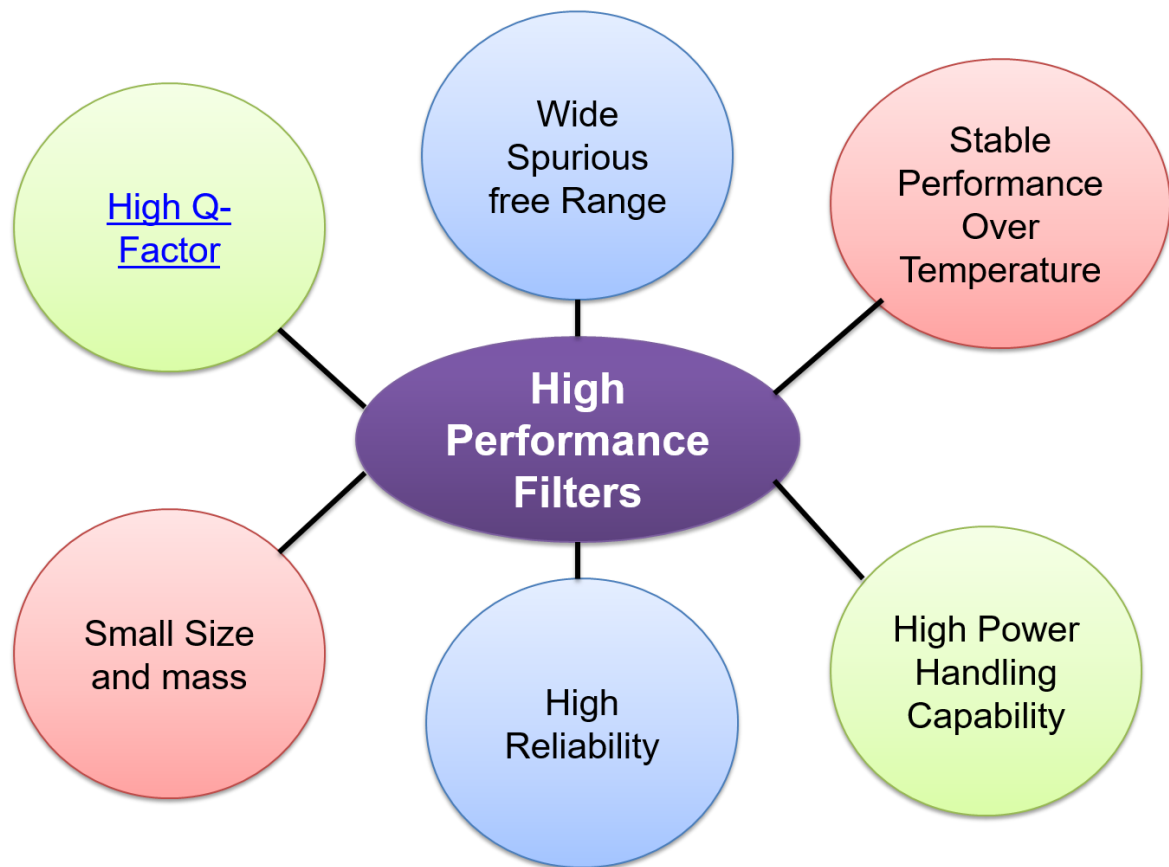 High Q-
Factor
Wide
Spurious
free Range
Stable
Performance
Over
Temperature
High
Performance
Filters
Small Size
and mass
High
Reliability
High Power
Handling
Capability